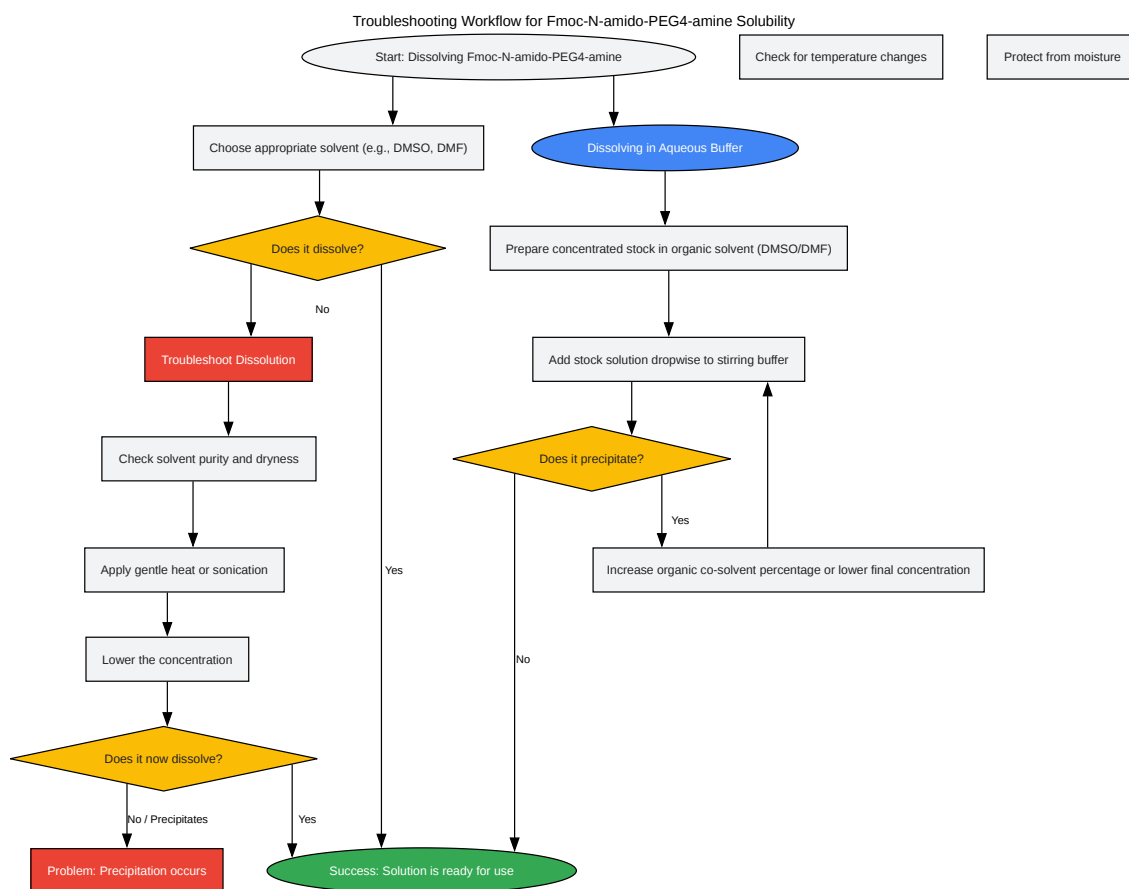 Troubleshooting Workflow for Fmoc-N-amido-PEG4-amine Solubility
Start: Dissolving Fmoc-N-amido-PEG4-amine
Check for temperature changes
Protect from moisture
Choose appropriate solvent (e.g., DMSO, DMF)
Dissolving in Aqueous Buffer
Does it dissolve?
Prepare concentrated stock in organic solvent (DMSO/DMF)
No
Troubleshoot Dissolution
Add stock solution dropwise to stirring buffer
Check solvent purity and dryness
Does it precipitate?
Yes
Apply gentle heat or sonication
Yes
Increase organic co-solvent percentage or lower final concentration
Lower the concentration
No
Does it now dissolve?
No / Precipitates
Yes
Problem: Precipitation occurs
Success: Solution is ready for use